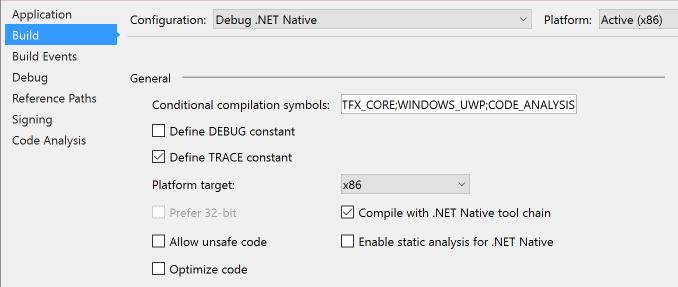 Application
Build
Build Events
Debug
Reference Paths
Signing
Code Analysis
Configuration: Debug .NET Native Platform: Active (x86)
General
Conditional compilation symbols: TFX_CORE;WINDOWS_UWP;CODE_ANALYSIS
Define DEBUG constant
Define TRACE constant
Platform target: x86
Prefer 32-bit Compile with .NET Native tool chain
Allow unsafe code Enable static analysis for .NET Native
Optimize code